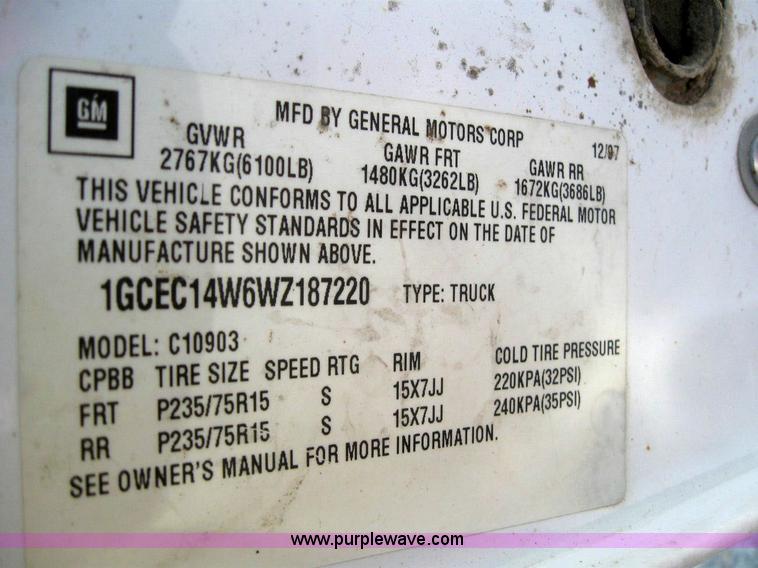 GM
MFD BY GENERAL MOTORS CORP 12/97
GVWR GAWR FRT GAWR RR
2767KG(6100LB) 1480KG(3262LB) 1672KG(3686LB)
THIS VEHICLE CONFORMS TO ALL APPLICABLE U.S. FEDERAL MOTOR
VEHICLE SAFETY STANDARDS IN EFFECT ON THE DATE OF
MANUFACTURE SHOWN ABOVE.
1GCEC14W6WZ187220 TYPE: TRUCK
MODEL: C10903
CPBB TIRE SIZE SPEED RTG RIM COLD TIRE PRESSURE
FRT P235/75R15 S 15X7JJ 220KPA(32PSI)
RR P235/75R15 S 15X7JJ 240KPA(35PSI)
SEE OWNER'S MANUAL FOR MORE INFORMATION.
www.purplewave.com